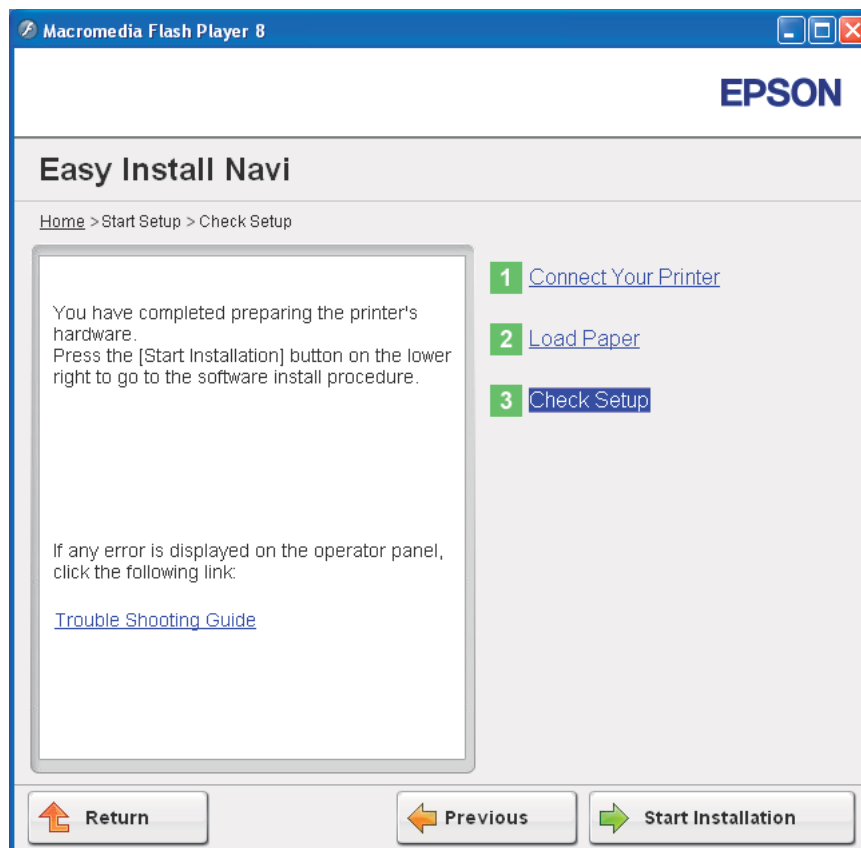 Macromedia Flash Player 8
EPSON
Easy Install Navi
Home > Start Setup > Check Setup
You have completed preparing the printer's
hardware.
Press the [Start Installation] button on the lower
right to go to the software install procedure.
If any error is displayed on the operator panel,
click the following link:
Trouble Shooting Guide
1 Connect Your Printer
2 Load Paper
3 Check Setup
Return
Previous
Start Installation